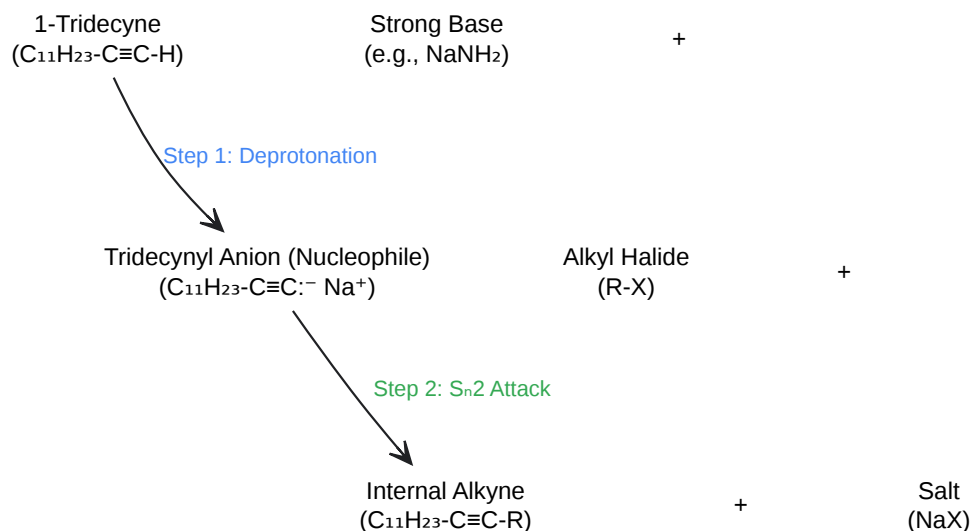 1-Tridecyne
(C₁₁H₂₃-C≡C-H)
Strong Base
(e.g., NaNH₂)
+
Step 1: Deprotonation
Tridecynyl Anion (Nucleophile)
(C₁₁H₂₃-C≡C:⁻ Na⁺)
Alkyl Halide
(R-X)
+
Step 2: Sₙ2 Attack
Internal Alkyne
(C₁₁H₂₃-C≡C-R)
+
Salt
(NaX)